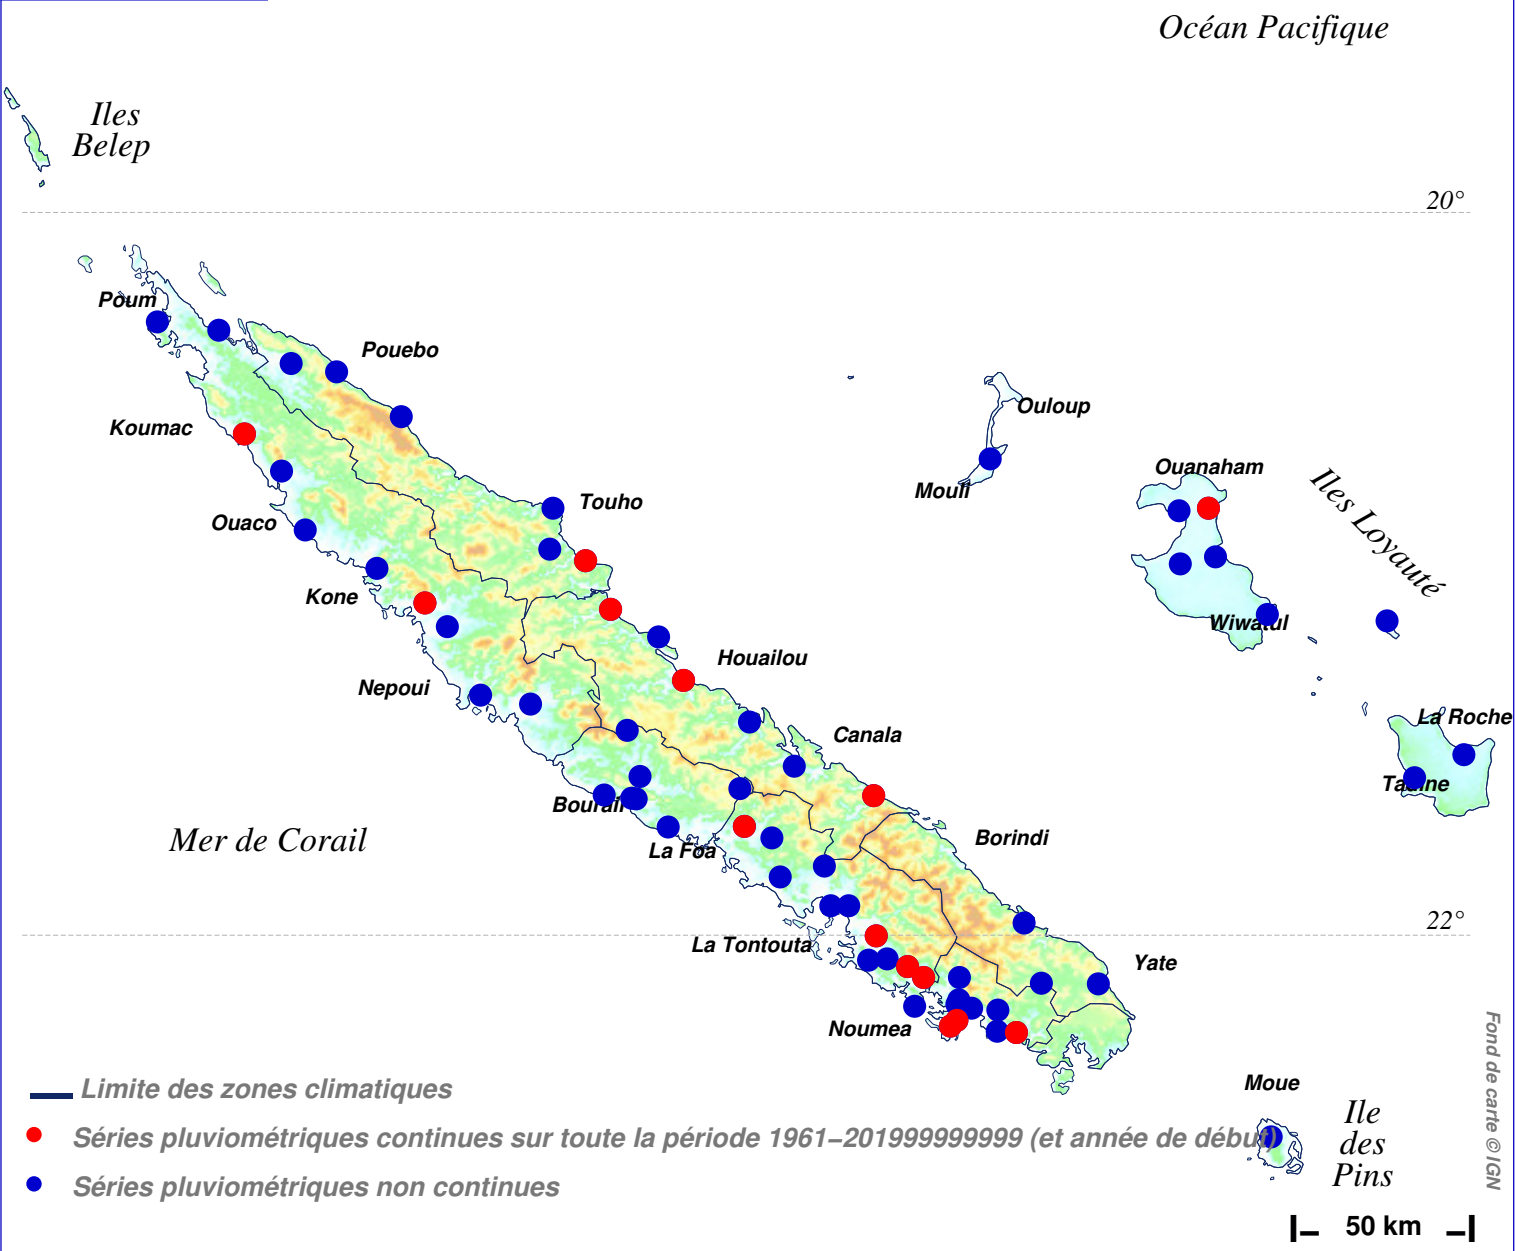 Océan Pacifique
Iles
Belep
20°
Poum
Pouebo
Koumac
Ouloup
Mouli
Ouanaham
Iles Loyauté
Touho
Ouaco
Kone
Wiwatul
Houailou
Nepoui
La Roche
Canala
Tadine
Bourail
Mer de Corail
Borindi
La Foa
22°
La Tontouta
Yate
Noumea
Fond de carte © IGN
Moue
Limite des zones climatiques
Ile
des
Pins
Séries pluviométriques continues sur toute la période 1961–201999999999 (et année de début)
Séries pluviométriques non continues
50 km